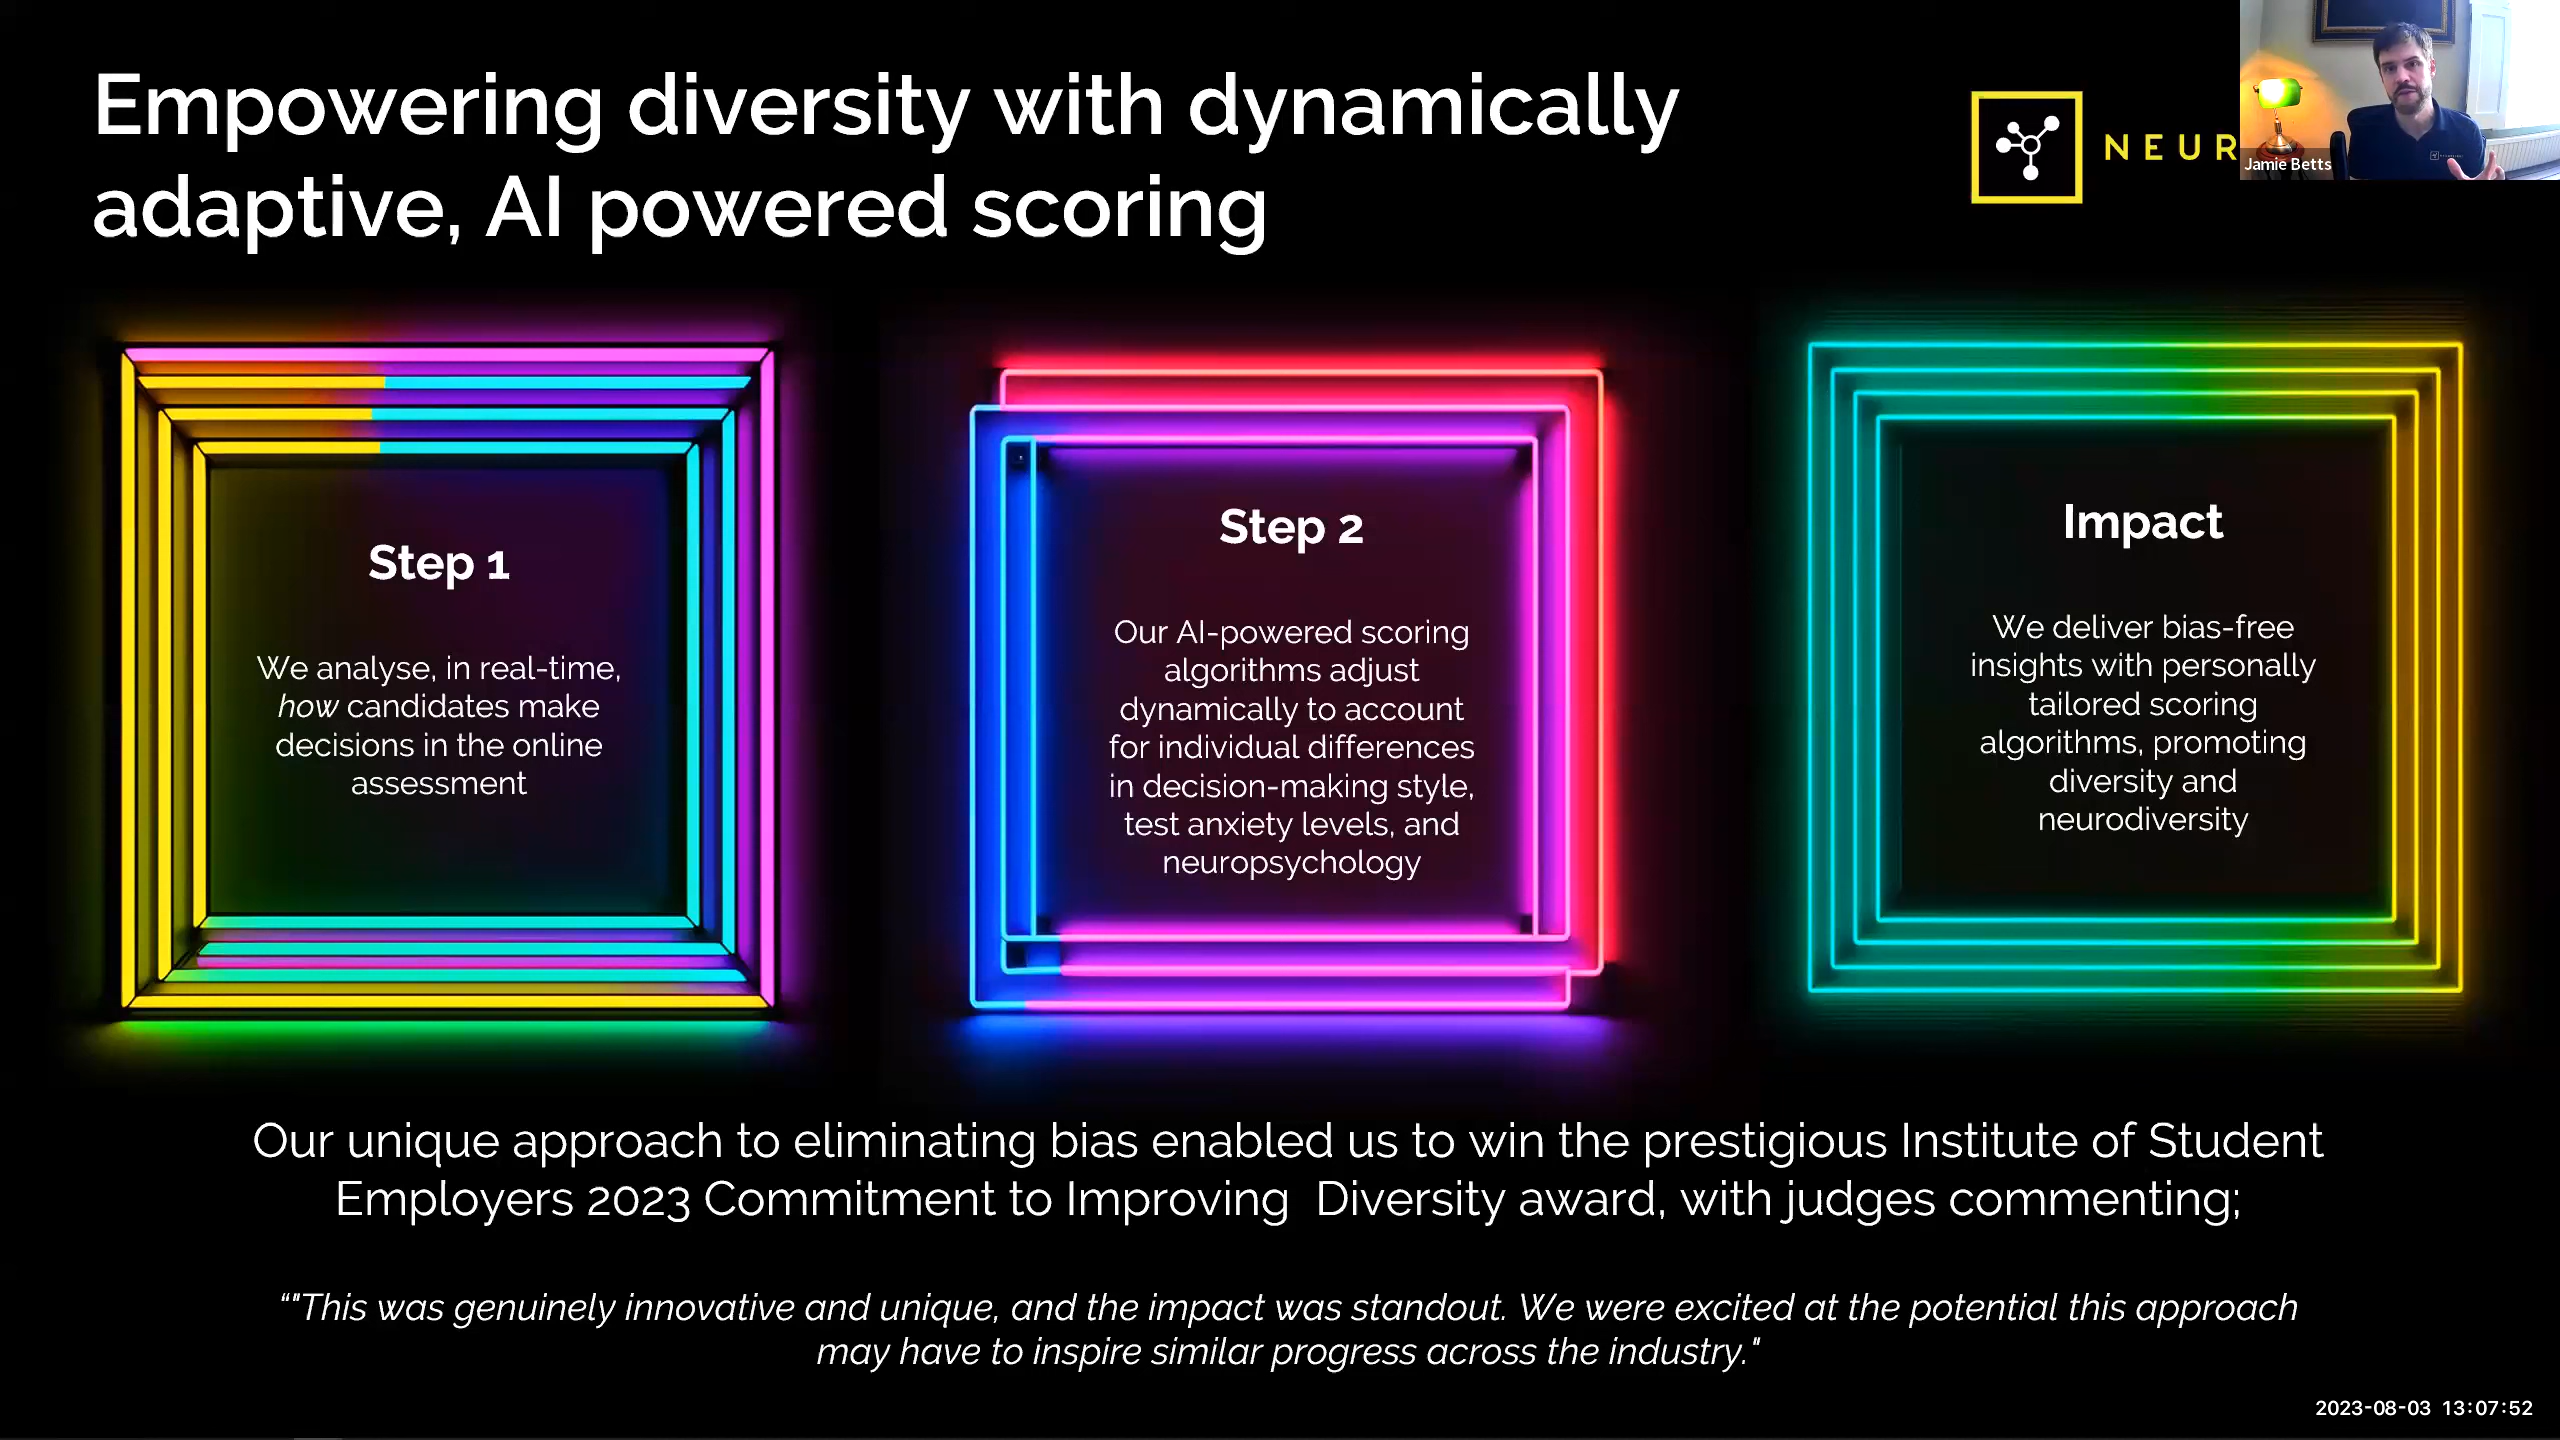 Empowering diversity with dynamically
adaptive, AI powered scoring
NEUR
Jamie Betts
Step 1
We analyse, in real-time,
how candidates make
decisions in the online
assessment
Step 2
Our AI-powered scoring
algorithms adjust
dynamically to account
for individual differences
in decision-making style,
test anxiety levels, and
neuropsychology
Impact
We deliver bias-free
insights with personally
tailored scoring
algorithms, promoting
diversity and
neurodiversity
Our unique approach to eliminating bias enabled us to win the prestigious Institute of Student
Employers 2023 Commitment to Improving  Diversity award, with judges commenting;
“"This was genuinely innovative and unique, and the impact was standout. We were excited at the potential this approach
may have to inspire similar progress across the industry."
2023-08-03 13:07:52